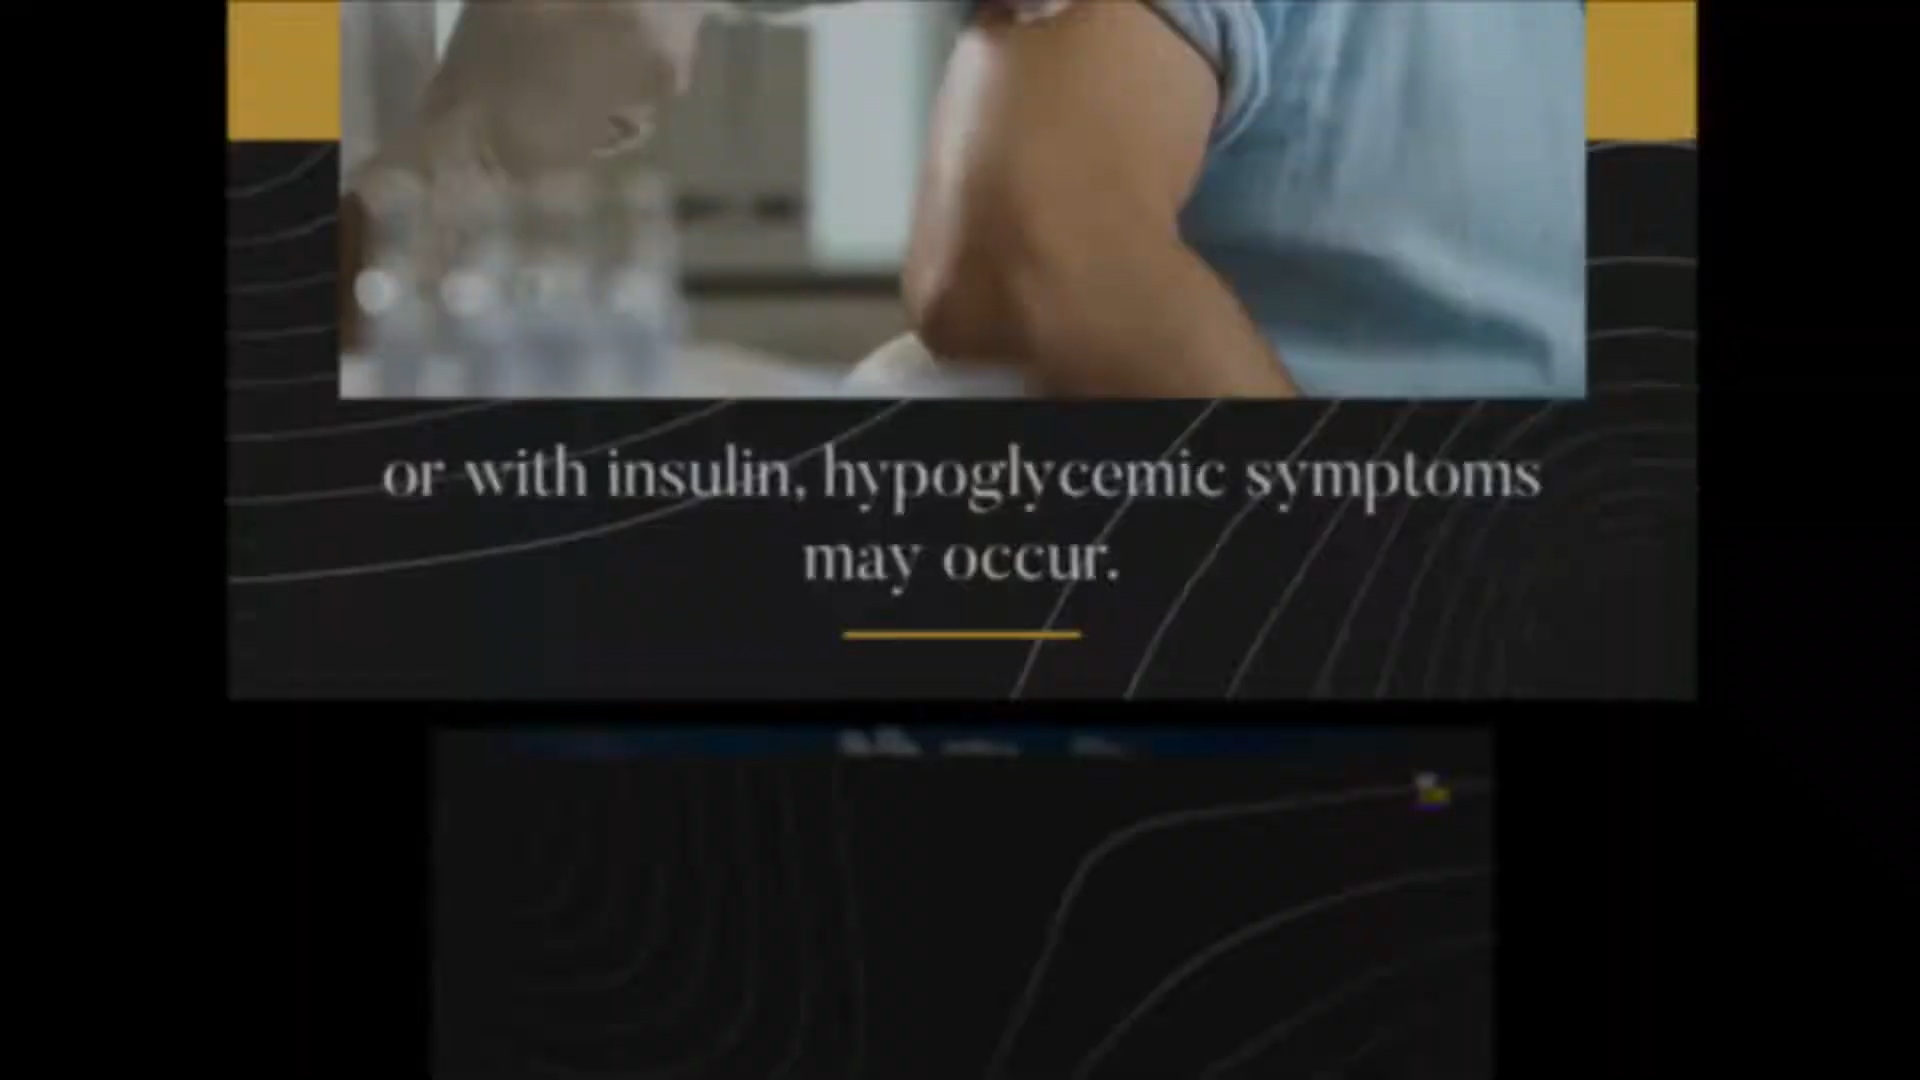 or with insulin, hypoglycemic symptoms
may occur.